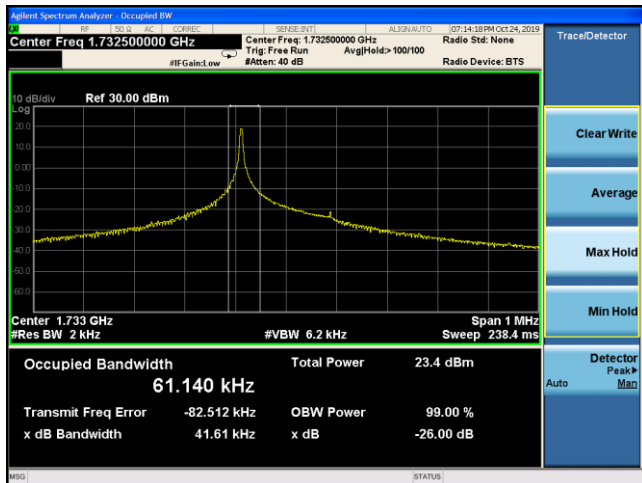 Agilent Spectrum Analyzer - Occupied BW
RF 50 Ω AC CORREC SENSE:INT ALIGN AUTO 07:14:18 PM Oct 24, 2019
Center Freq 1.732500000 GHz Center Freq: 1.732500000 GHz Radio Std: None
Trig: Free Run Avg|Hold:> 100/100
#IFGain:Low #Atten: 40 dB Radio Device: BTS
Trace/Detector
10 dB/div Ref 30.00 dBm
Log
20.0
10.0
0.00
-10.0
-20.0
-30.0
-40.0
-50.0
-60.0
Center 1.733 GHz Span 1 MHz
#Res BW 2 kHz #VBW 6.2 kHz Sweep 238.4 ms
Occupied Bandwidth Total Power 23.4 dBm
61.140 kHz
Transmit Freq Error -82.512 kHz OBW Power 99.00 %
x dB Bandwidth 41.61 kHz x dB -26.00 dB
Clear Write
Average
Max Hold
Min Hold
Detector
Peak▶
Auto Man
MSG STATUS